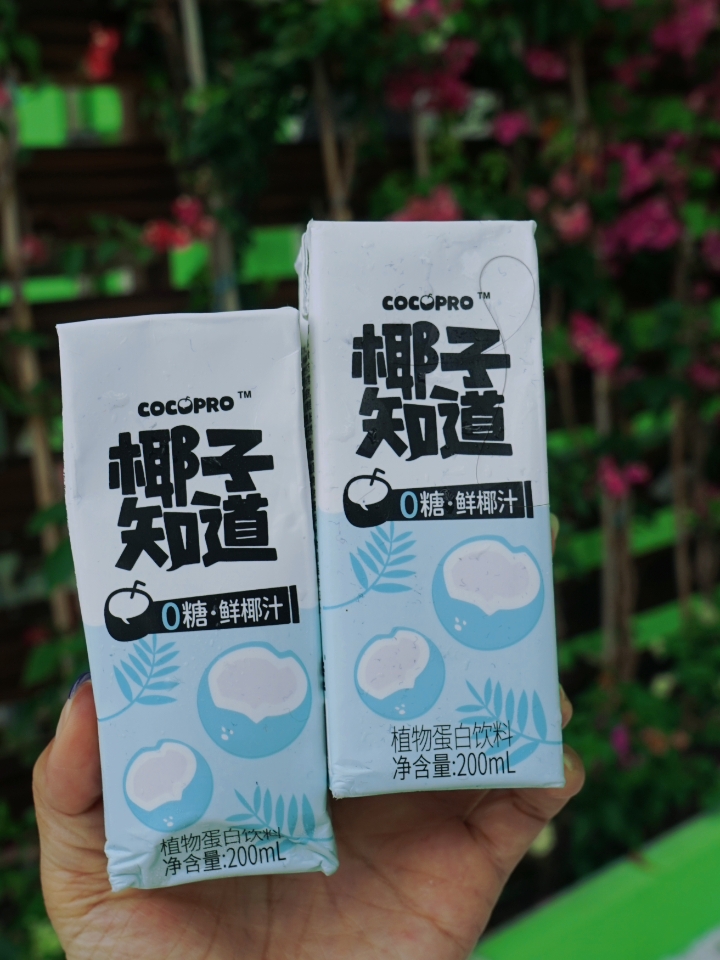 COCOPRO™
椰子
知道
0糖·鲜椰汁
植物蛋白饮料
净含量:200mL
COCOPRO™
椰子
知道
0糖·鲜椰汁
植物蛋白饮料
净含量:200mL